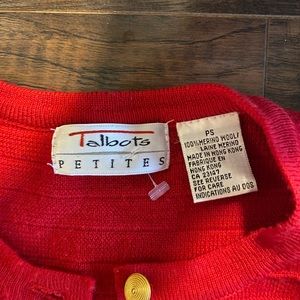 Talbots
PETITES
PS
100% MERINO WOOL/
LAINE MERINO
MADE IN HONG KONG
FABRIQUE EN
HONG KONG
CA 23147
SEE REVERSE
FOR CARE
INDICATIONS AU DOS